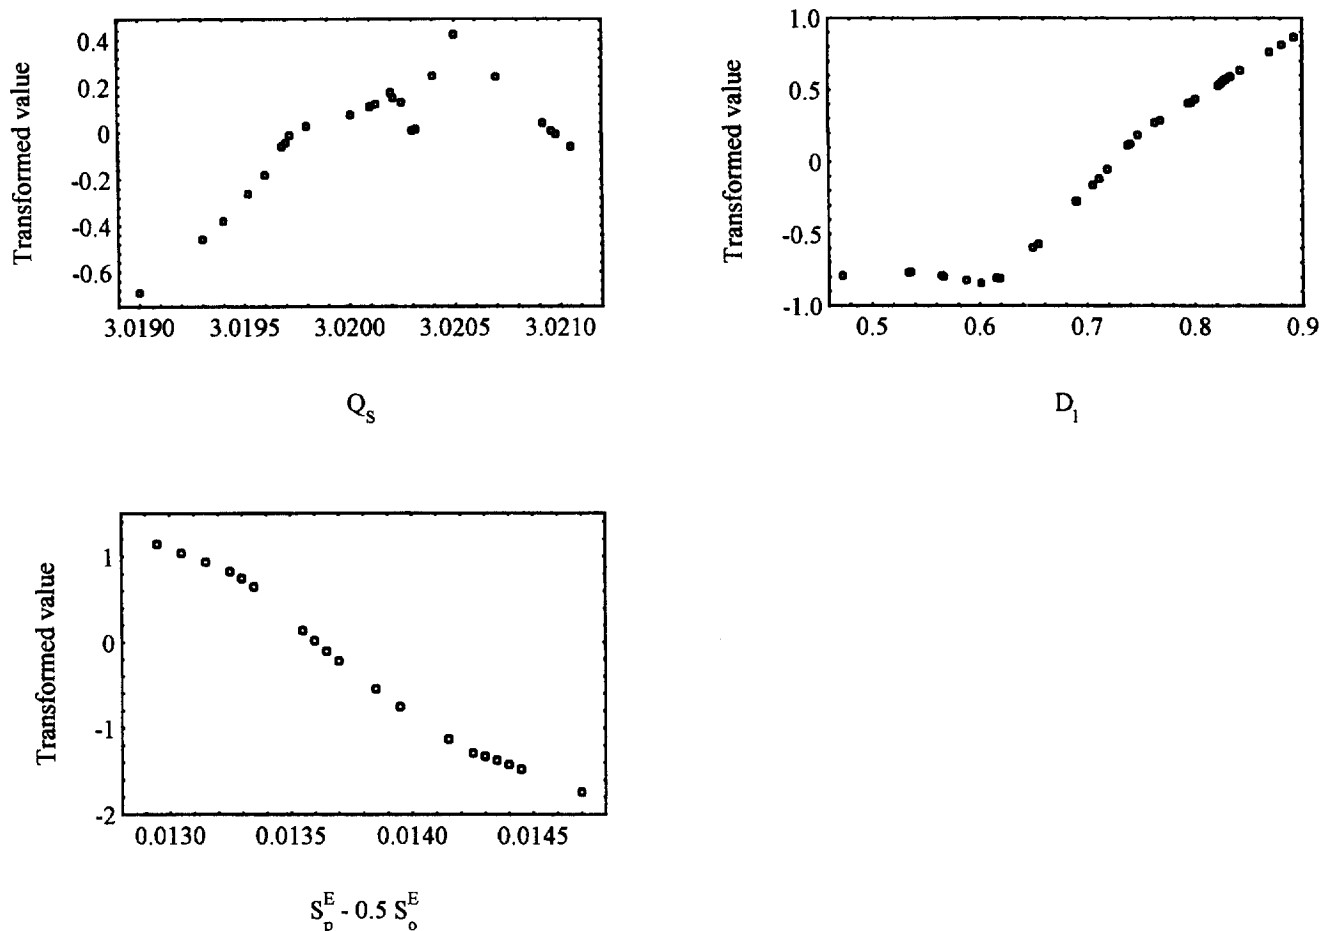 Transformed value
0.4
0.2
0
-0.2
-0.4
-0.6
3.0190 3.0195 3.0200 3.0205 3.0210
Q_S
Transformed value
1.0
0.5
0
-0.5
-1.0
0.5 0.6 0.7 0.8 0.9
D_l
Transformed value
1
0
-1
-2
0.0130 0.0135 0.0140 0.0145
S_p^E - 0.5 S_o^E